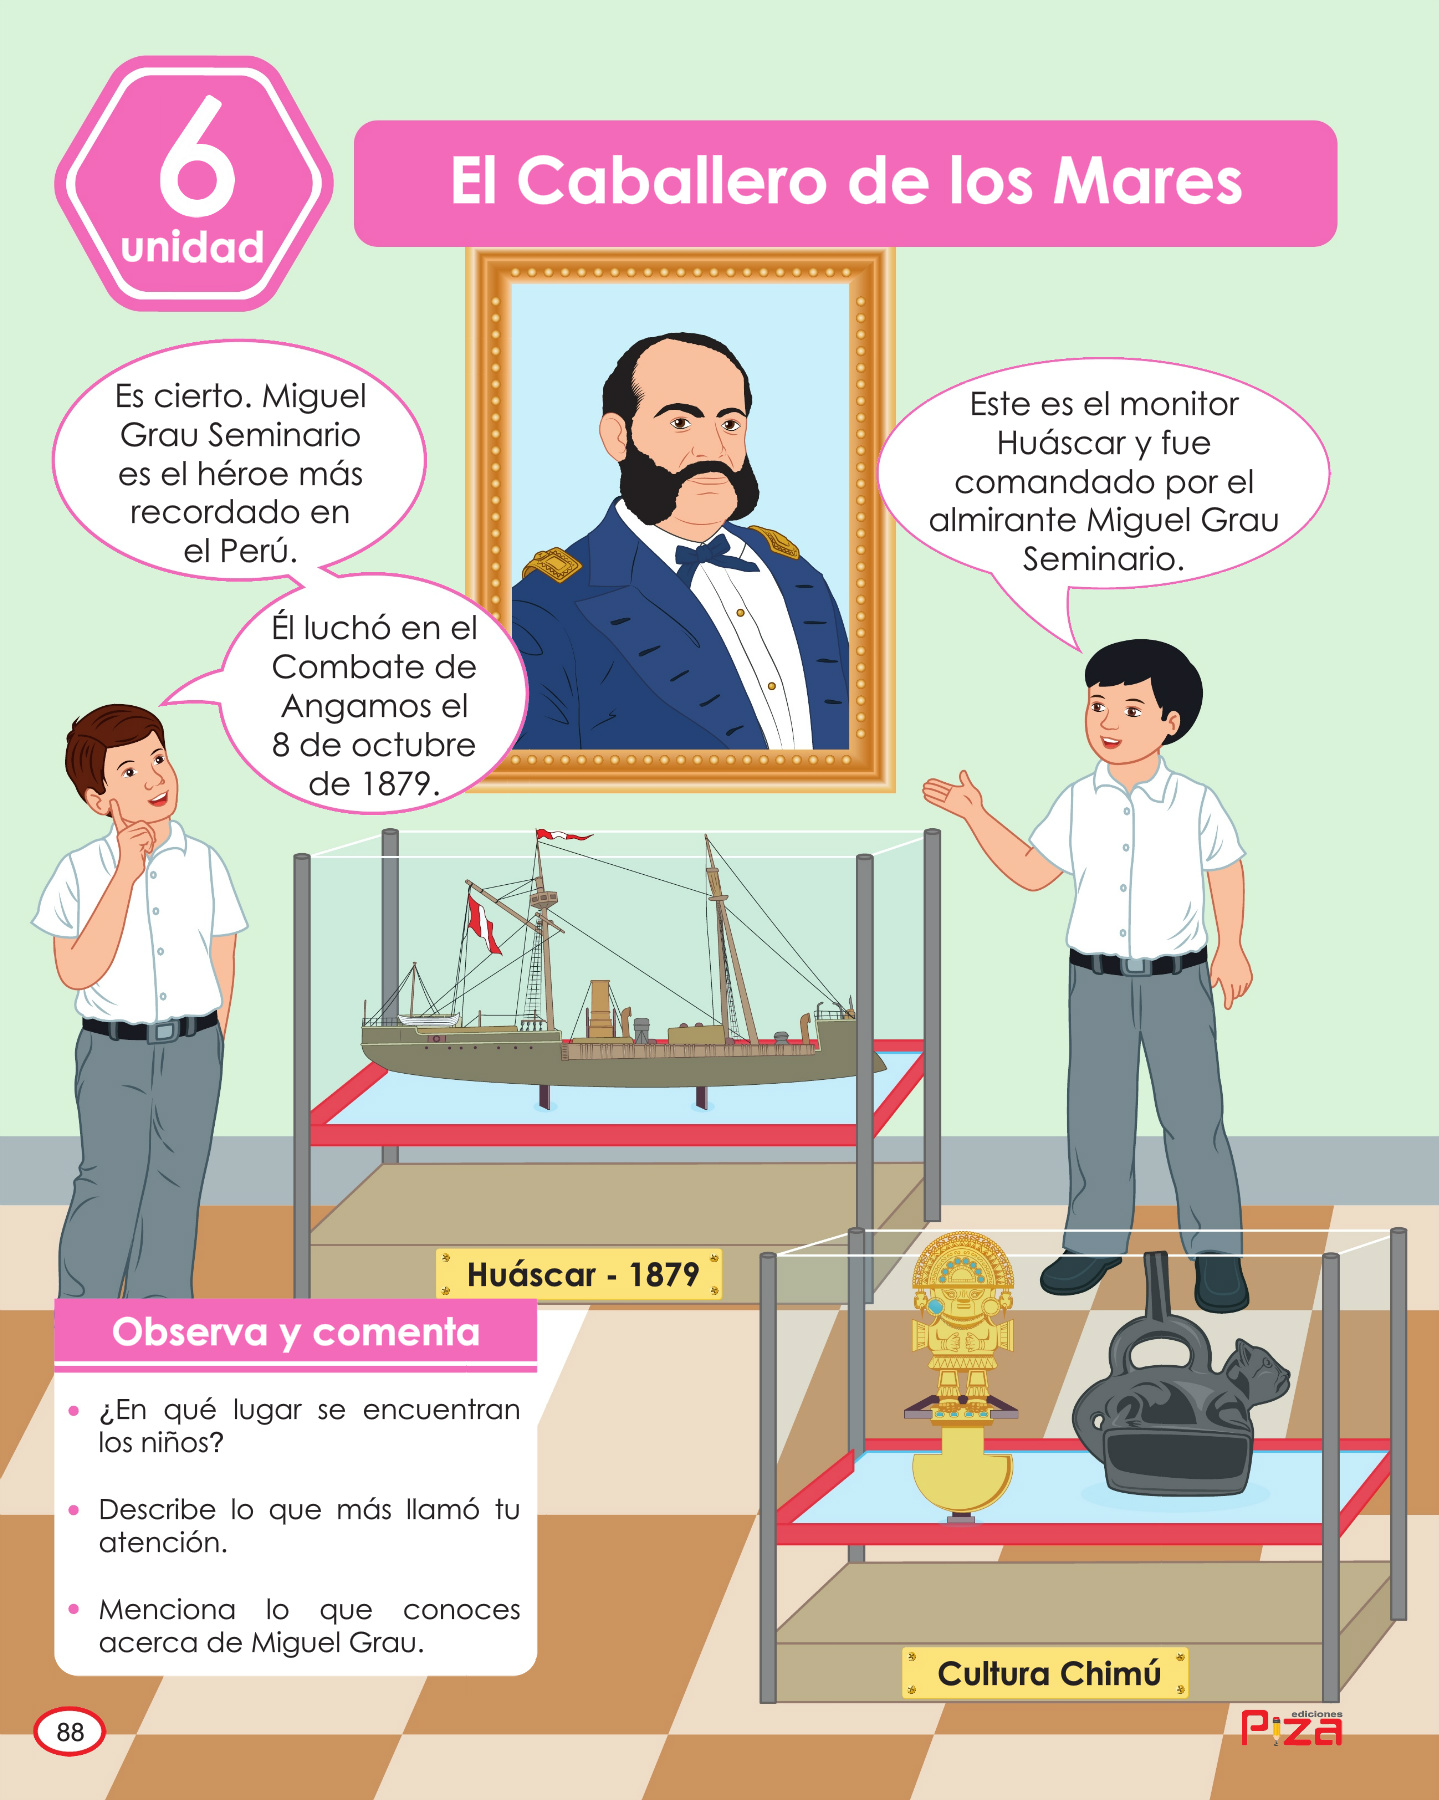 6
unidad
El Caballero de los Mares
Es cierto. Miguel
Grau Seminario
es el héroe más
recordado en
el Perú.
Él luchó en el
Combate de
Angamos el
8 de octubre
de 1879.
Este es el monitor
Huáscar y fue
comandado por el
almirante Miguel Grau
Seminario.
Huáscar - 1879
Observa y comenta
• ¿En qué lugar se encuentran
los niños?
• Describe lo que más llamó tu
atención.
• Menciona lo que conoces
acerca de Miguel Grau.
Cultura Chimú
88
ediciones
Piza